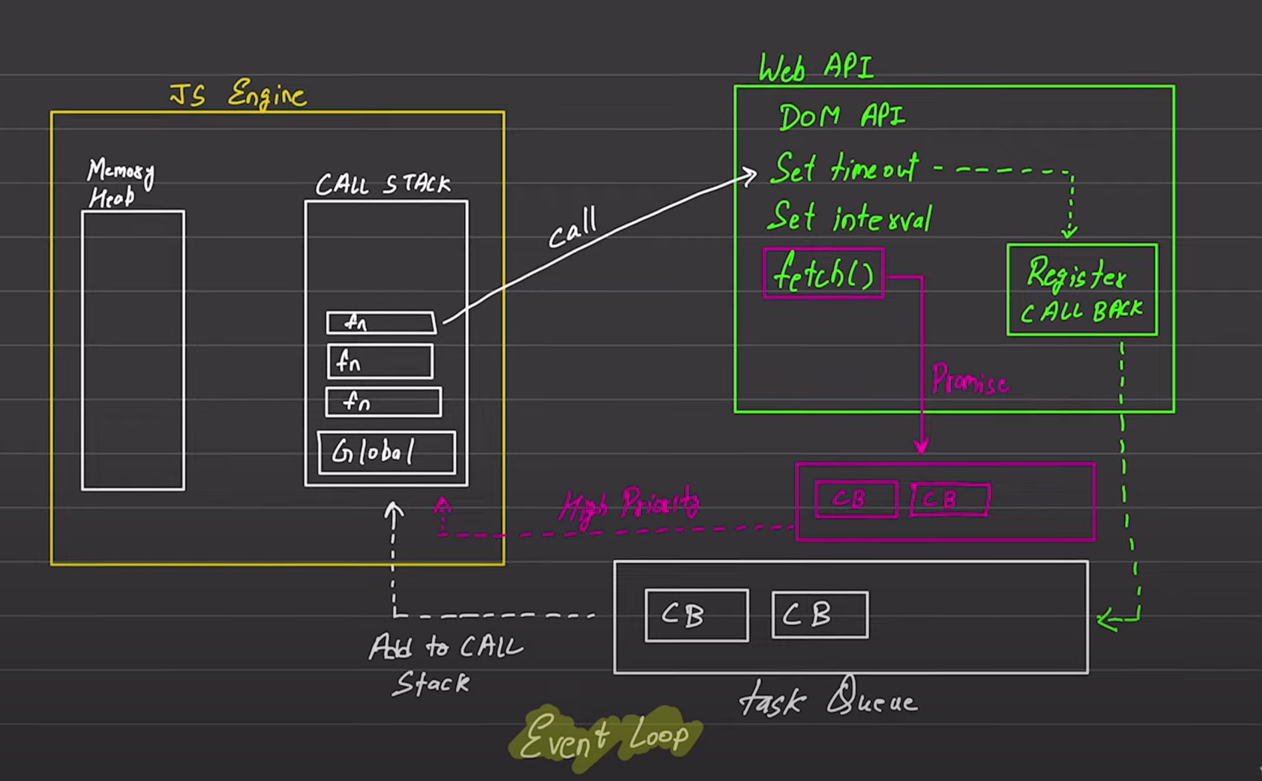 JS Engine
Memory
Heap
CALL STACK
fn
fn
fn
Global
call
Web API
DOM API
Set timeout
Set interval
fetch()
Register
CALL BACK
Promise
CB CB
High Priority
CB CB
Add to CALL
Stack
task Queue
Event Loop